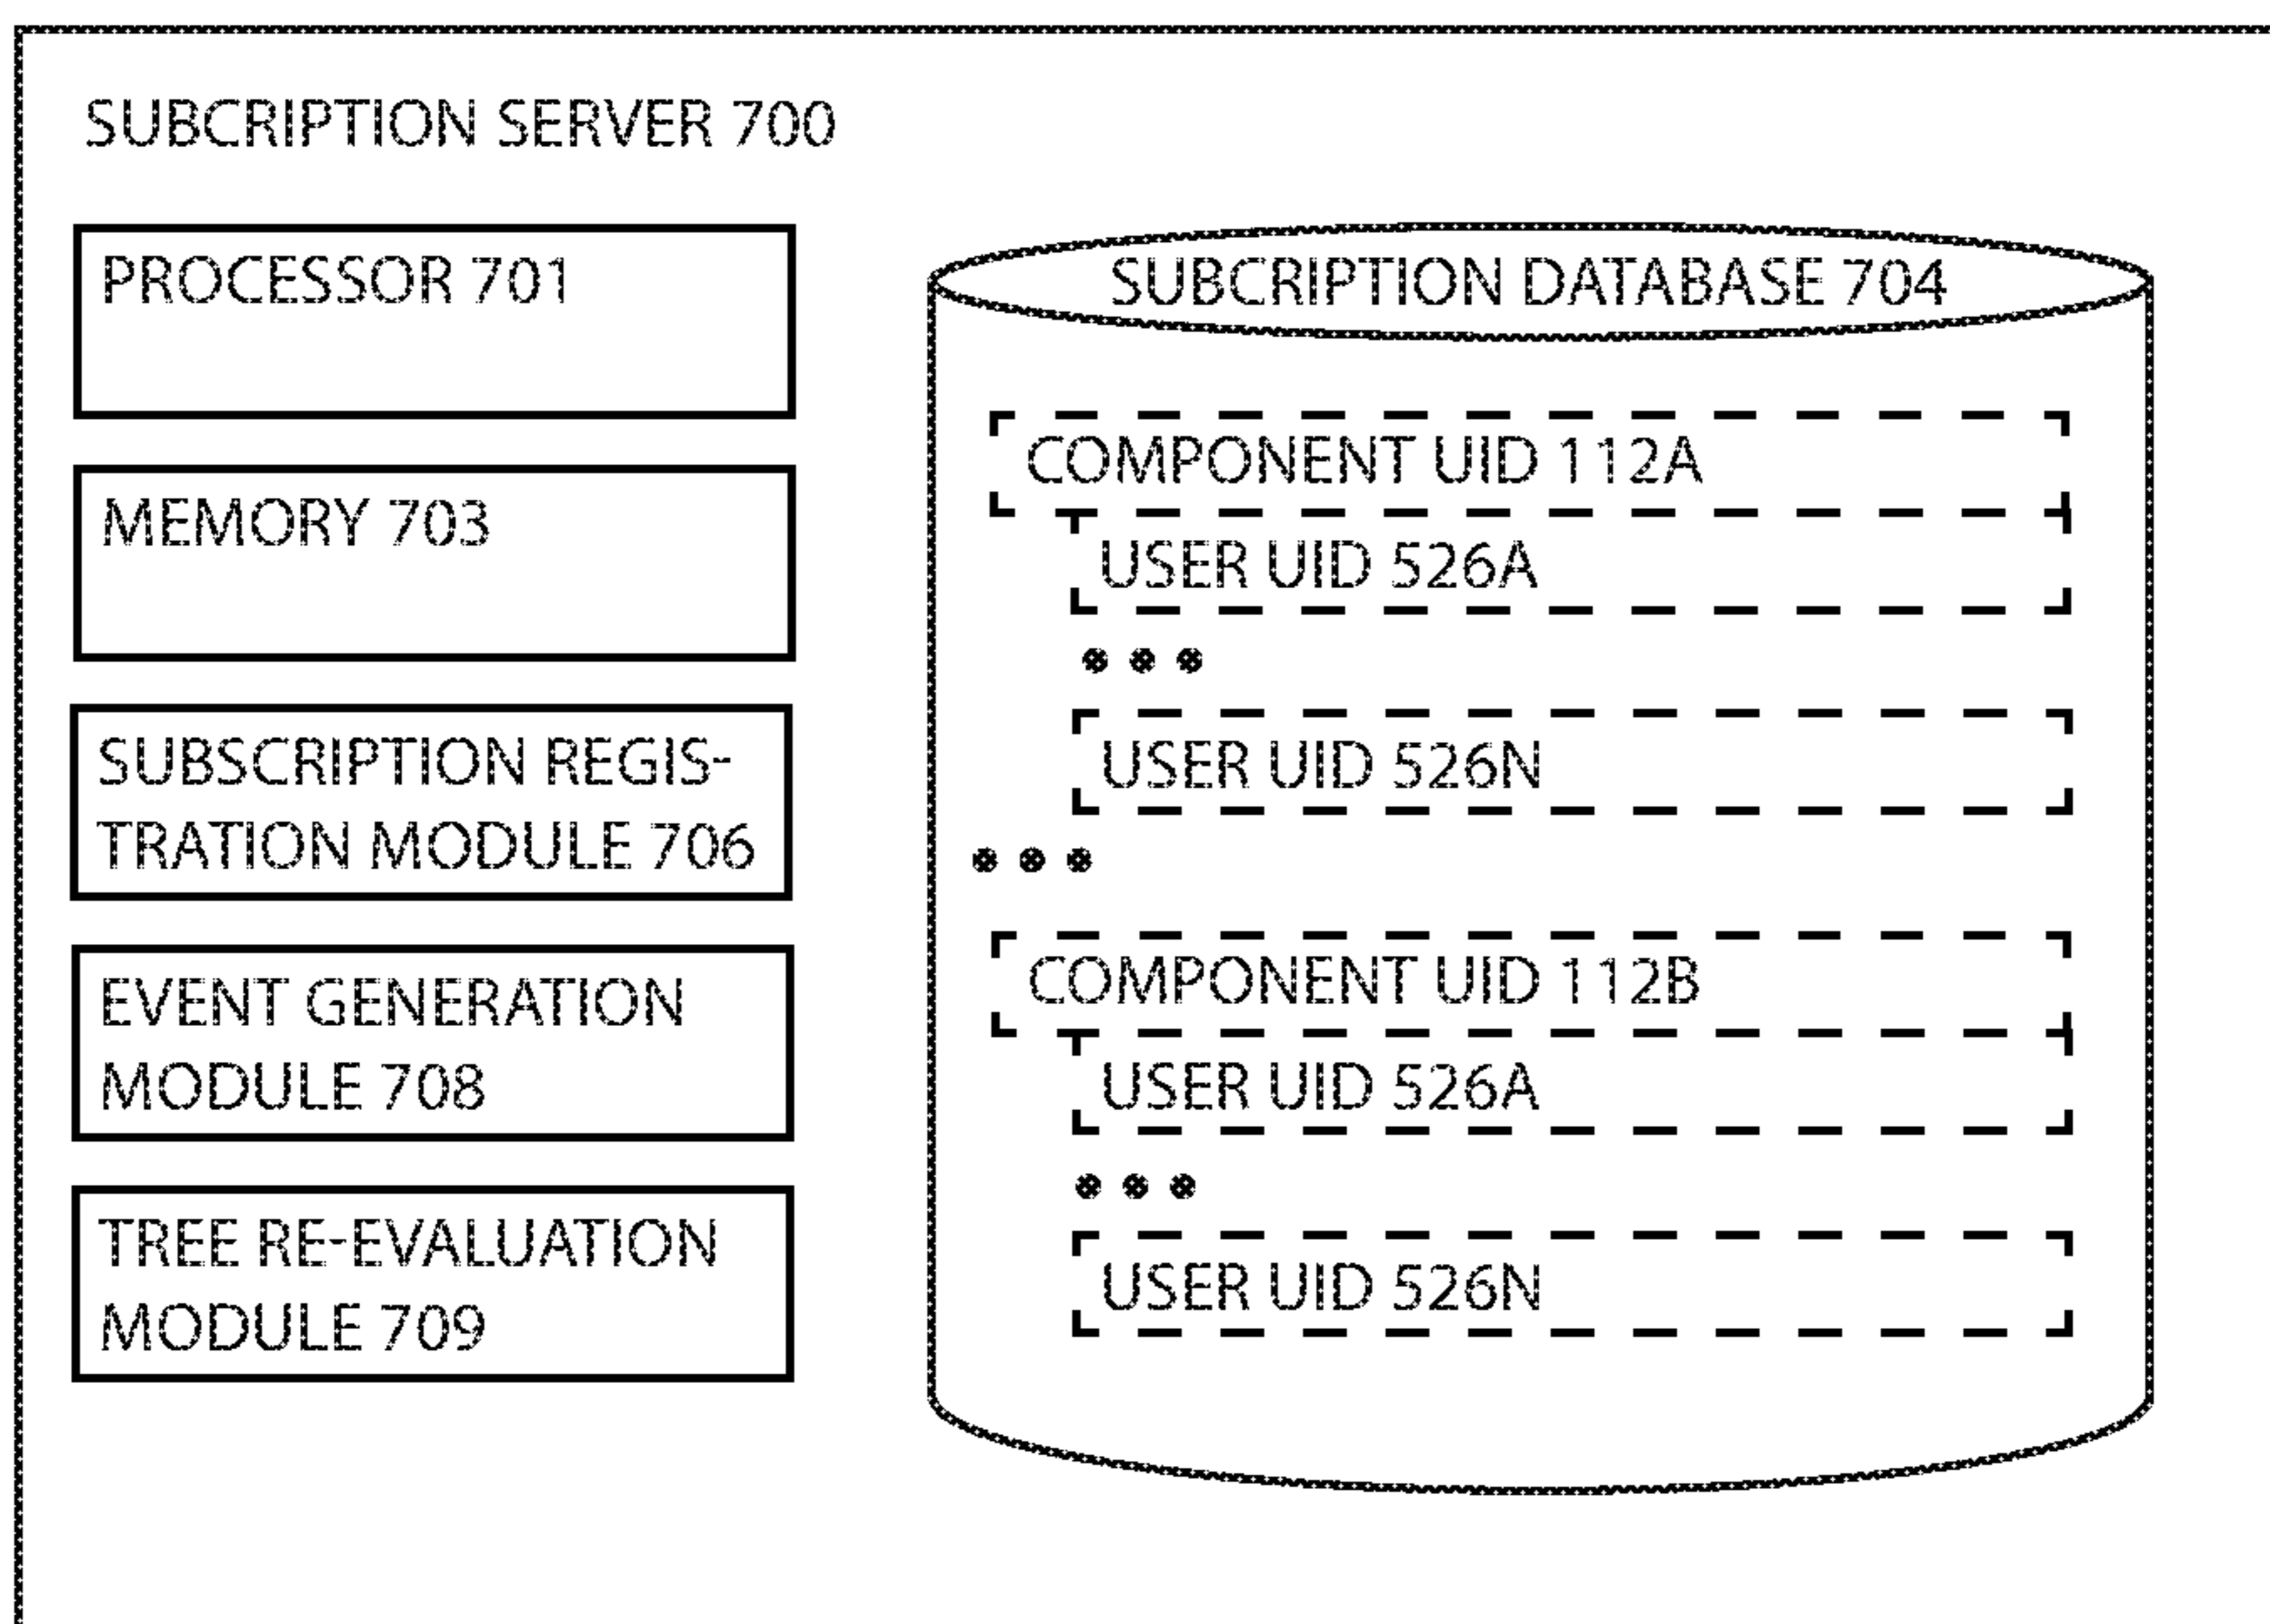 SUBCRIPTION SERVER 700
PROCESSOR 701
MEMORY 703
SUBSCRIPTION REGIS-
TRATION MODULE 706
EVENT GENERATION
MODULE 708
TREE RE-EVALUATION
MODULE 709
SUBCRIPTION DATABASE 704
COMPONENT UID 112A
USER UID 526A
USER UID 526N
COMPONENT UID 112B
USER UID 526A
USER UID 526N